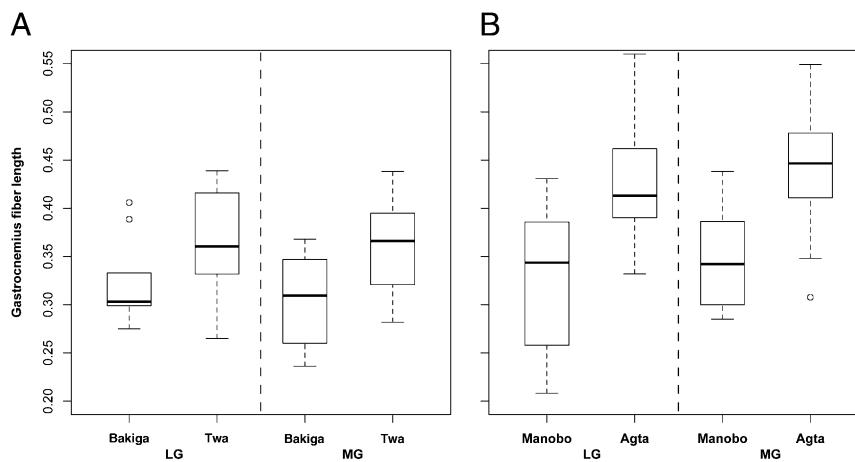 A
B
Gastrocnemius fiber length
0.55
0.50
0.45
0.40
0.35
0.30
0.25
0.20
Bakiga Twa Bakiga Twa
LG MG
Manobo Agta Manobo Agta
LG MG